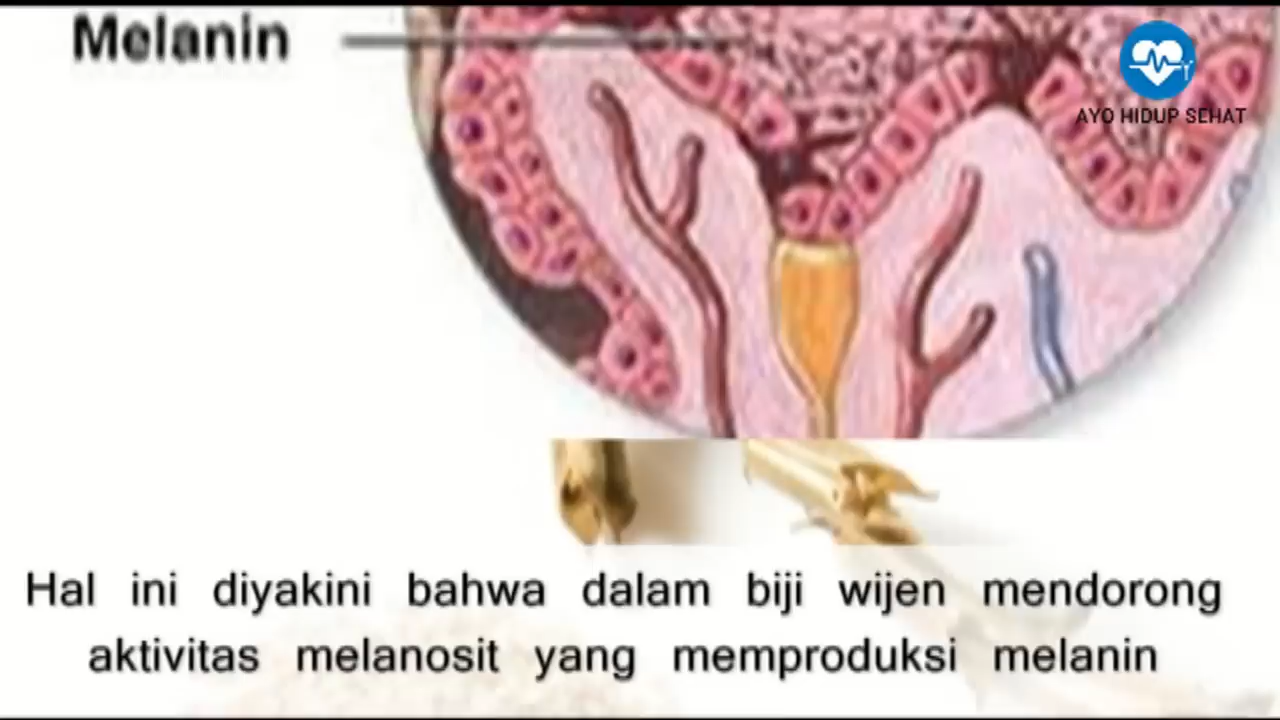 Melanin
AYO HIDUP SEHAT
Hal ini diyakini bahwa dalam biji wijen mendorong
aktivitas melanosit yang memproduksi melanin